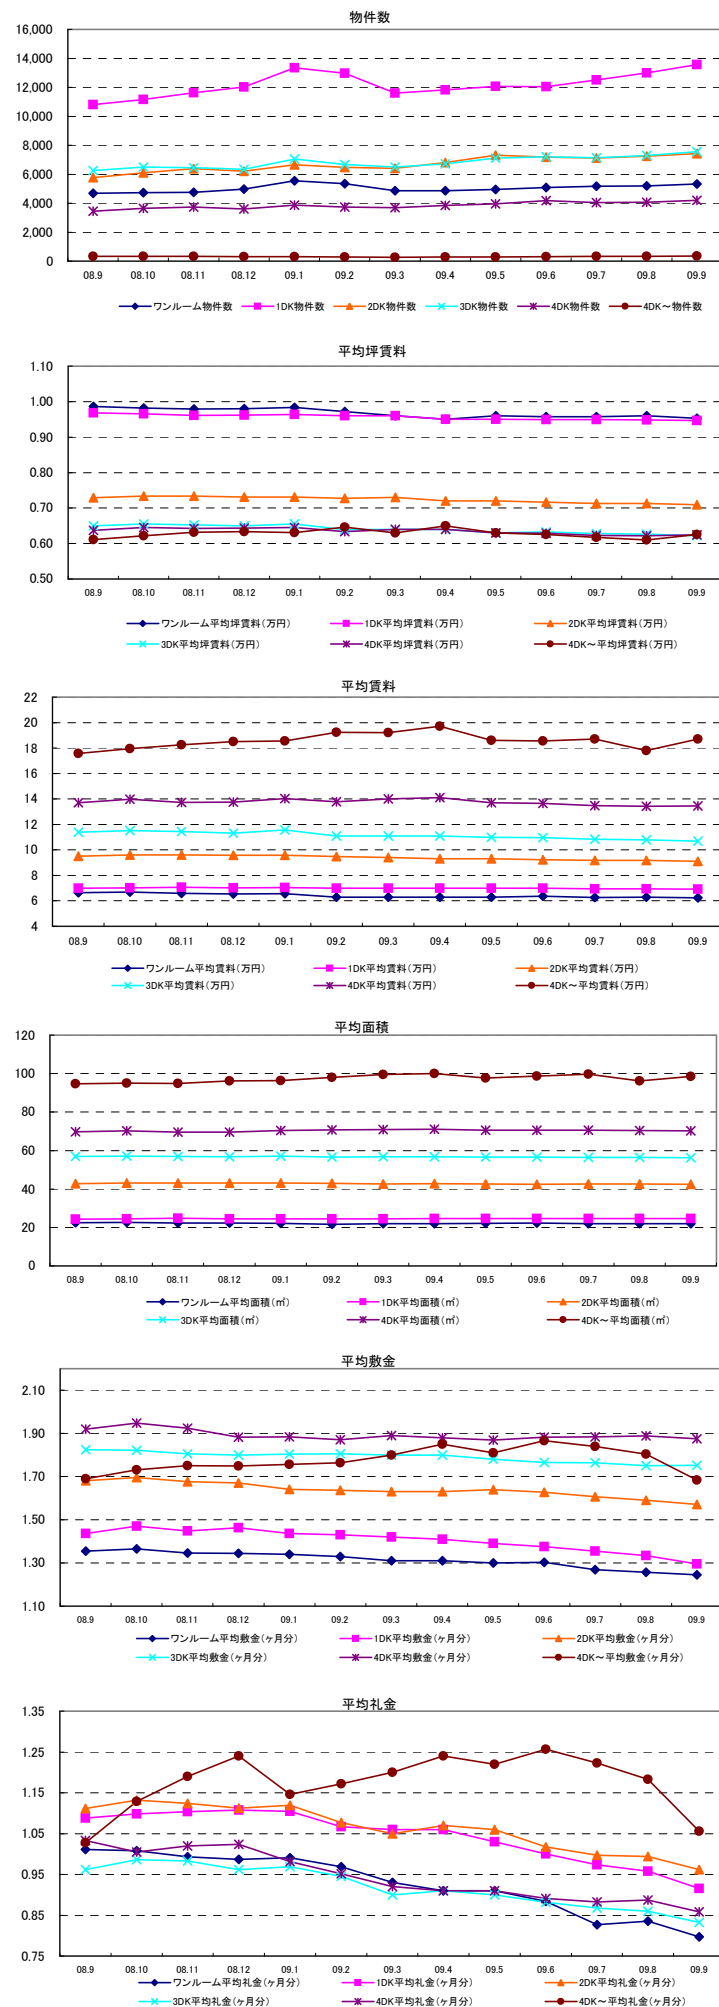 物件数
16,000
14,000
12,000
10,000
8,000
6,000
4,000
2,000
0
08.9 08.10 08.11 08.12 09.1 09.2 09.3 09.4 09.5 09.6 09.7 09.8 09.9
ワンルーム物件数 1DK物件数 2DK物件数 3DK物件数 4DK物件数 4DK～物件数
平均坪賃料
1.10
1.00
0.90
0.80
0.70
0.60
0.50
08.9 08.10 08.11 08.12 09.1 09.2 09.3 09.4 09.5 09.6 09.7 09.8 09.9
ワンルーム平均坪賃料(万円) 1DK平均坪賃料(万円) 2DK平均坪賃料(万円)
3DK平均坪賃料(万円) 4DK平均坪賃料(万円) 4DK～平均坪賃料(万円)
平均賃料
22
20
18
16
14
12
10
8
6
4
08.9 08.10 08.11 08.12 09.1 09.2 09.3 09.4 09.5 09.6 09.7 09.8 09.9
ワンルーム平均賃料(万円) 1DK平均賃料(万円) 2DK平均賃料(万円)
3DK平均賃料(万円) 4DK平均賃料(万円) 4DK～平均賃料(万円)
平均面積
120
100
80
60
40
20
0
08.9 08.10 08.11 08.12 09.1 09.2 09.3 09.4 09.5 09.6 09.7 09.8 09.9
ワンルーム平均面積(㎡) 1DK平均面積(㎡) 2DK平均面積(㎡)
3DK平均面積(㎡) 4DK平均面積(㎡) 4DK～平均面積(㎡)
平均敷金
2.10
1.90
1.70
1.50
1.30
1.10
08.9 08.10 08.11 08.12 09.1 09.2 09.3 09.4 09.5 09.6 09.7 09.8 09.9
ワンルーム平均敷金(ヶ月分) 1DK平均敷金(ヶ月分) 2DK平均敷金(ヶ月分)
3DK平均敷金(ヶ月分) 4DK平均敷金(ヶ月分) 4DK～平均敷金(ヶ月分)
平均礼金
1.35
1.25
1.15
1.05
0.95
0.85
0.75
08.9 08.10 08.11 08.12 09.1 09.2 09.3 09.4 09.5 09.6 09.7 09.8 09.9
ワンルーム平均礼金(ヶ月分) 1DK平均礼金(ヶ月分) 2DK平均礼金(ヶ月分)
3DK平均礼金(ヶ月分) 4DK平均礼金(ヶ月分) 4DK～平均礼金(ヶ月分)